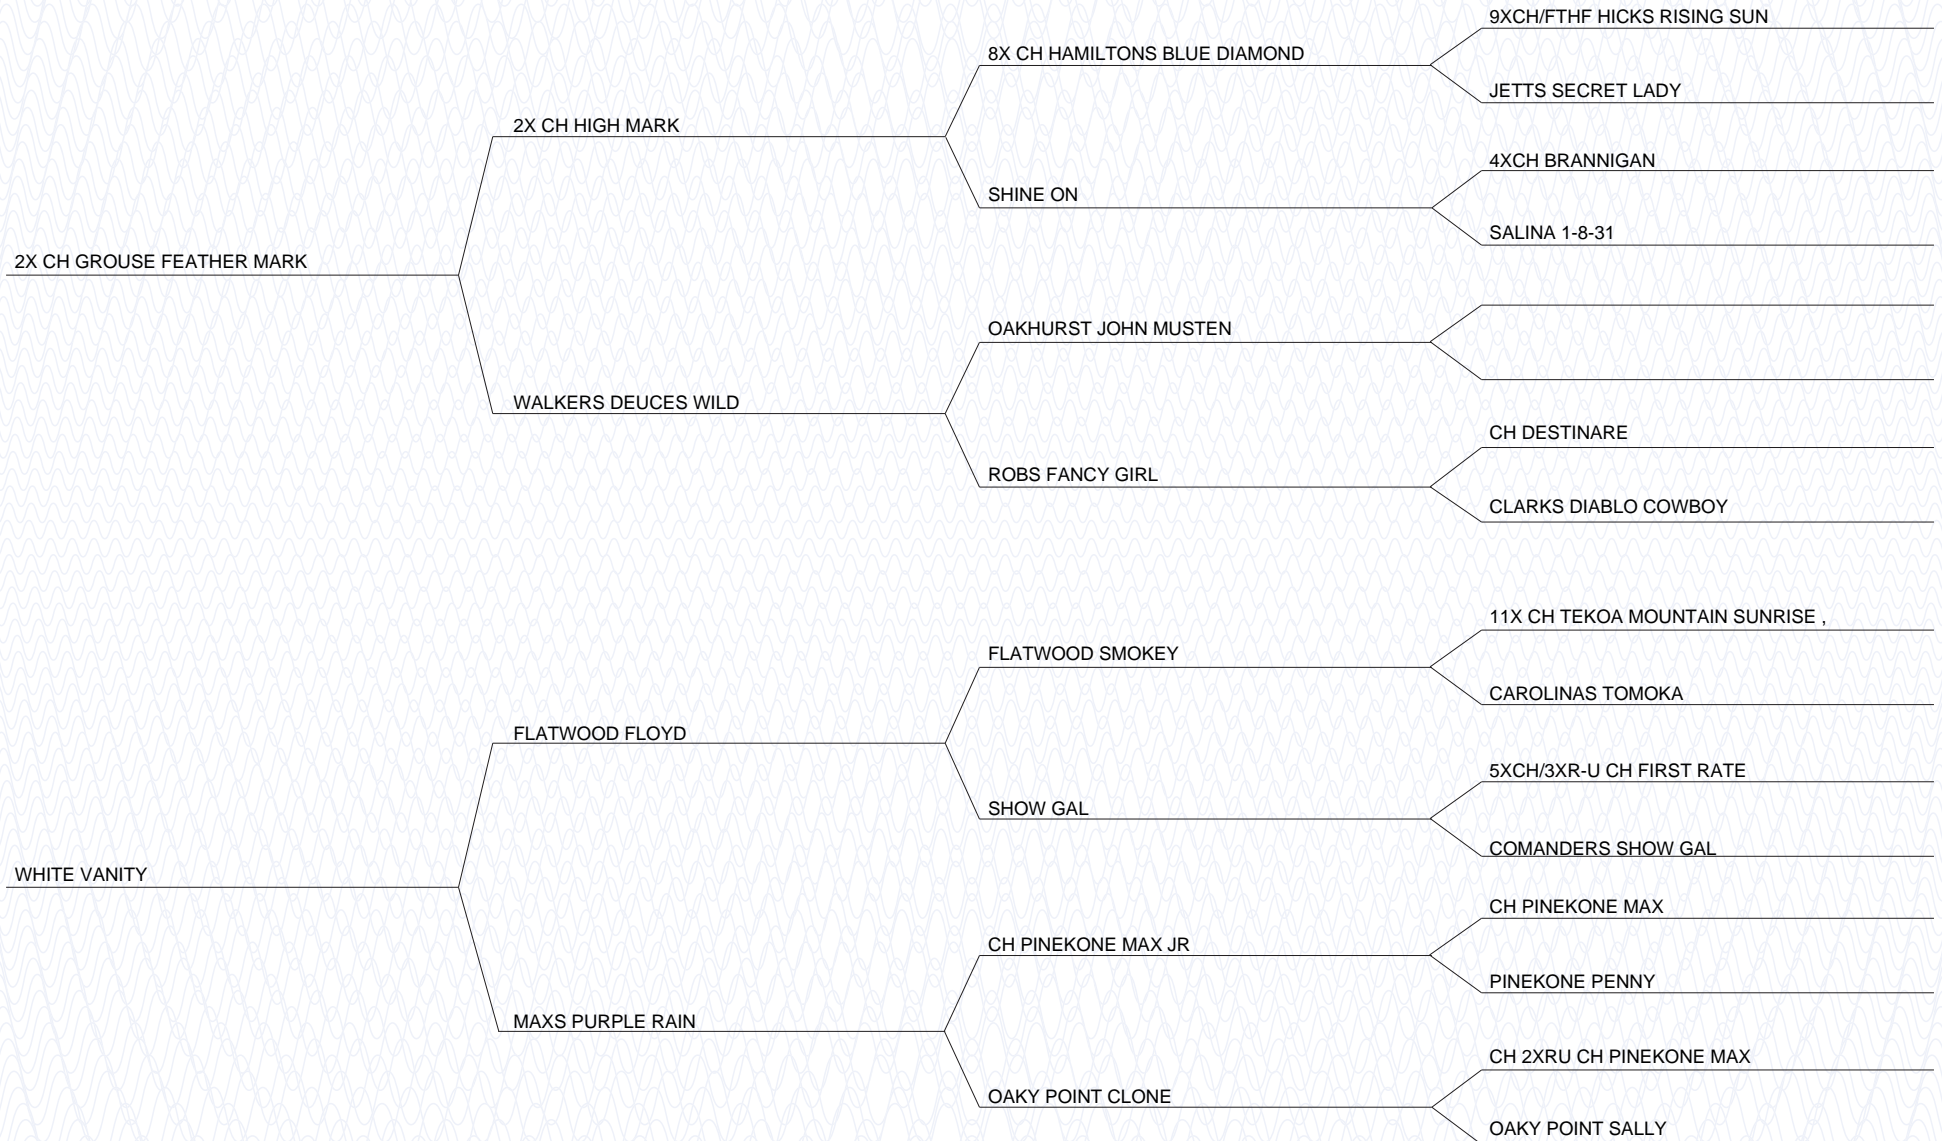 9XCH/FTHF HICKS RISING SUN
8X CH HAMILTONS BLUE DIAMOND
JETTS SECRET LADY
2X CH HIGH MARK
4XCH BRANNIGAN
SHINE ON
SALINA 1-8-31
2X CH GROUSE FEATHER MARK
OAKHURST JOHN MUSTEN
WALKERS DEUCES WILD
CH DESTINARE
ROBS FANCY GIRL
CLARKS DIABLO COWBOY
11X CH TEKOA MOUNTAIN SUNRISE ,
FLATWOOD SMOKEY
CAROLINAS TOMOKA
FLATWOOD FLOYD
5XCH/3XR-U CH FIRST RATE
SHOW GAL
COMANDERS SHOW GAL
WHITE VANITY
CH PINEKONE MAX
CH PINEKONE MAX JR
PINEKONE PENNY
MAXS PURPLE RAIN
CH 2XRU CH PINEKONE MAX
OAKY POINT CLONE
OAKY POINT SALLY